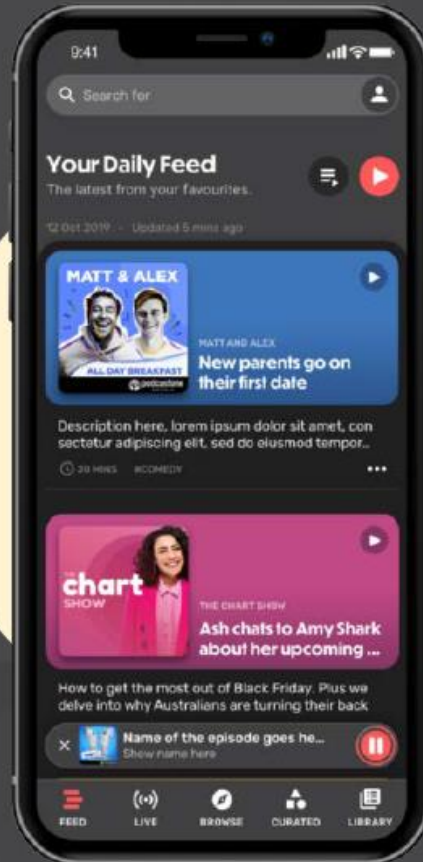 9:41
Search for
Your Daily Feed
The latest from your favourites.
12 Oct 2019 · Updated 5 mins ago
MATT & ALEX
ALL DAY BREAKFAST
podcastone
MATT AND ALEX
New parents go on
their first date
Description here, lorem ipsum dolor sit amet, con
sectetur adipiscing elit, sed do eiusmod tempor...
20 MINS #COMEDY
THE
chart
SHOW
THE CHART SHOW
Ash chats to Amy Shark
about her upcoming ...
How to get the most out of Black Friday. Plus we
delve into why Australians are turning their back
Name of the episode goes he...
Show name here
FEED
LIVE
BROWSE
CURATED
LIBRARY